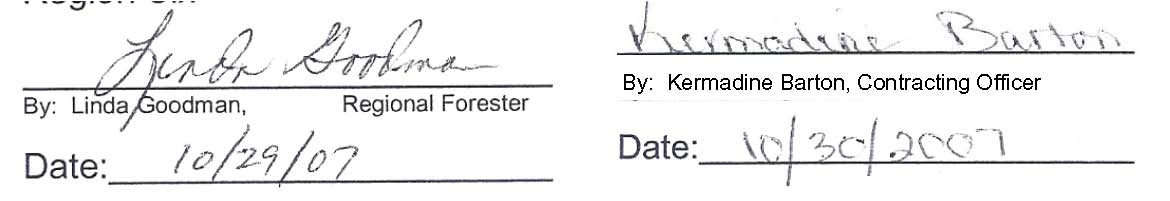 Linda Goodman
By: Linda Goodman, Regional Forester
Date: 10/29/07
Kermadine Barton
By: Kermadine Barton, Contracting Officer
Date: 10/30/2007